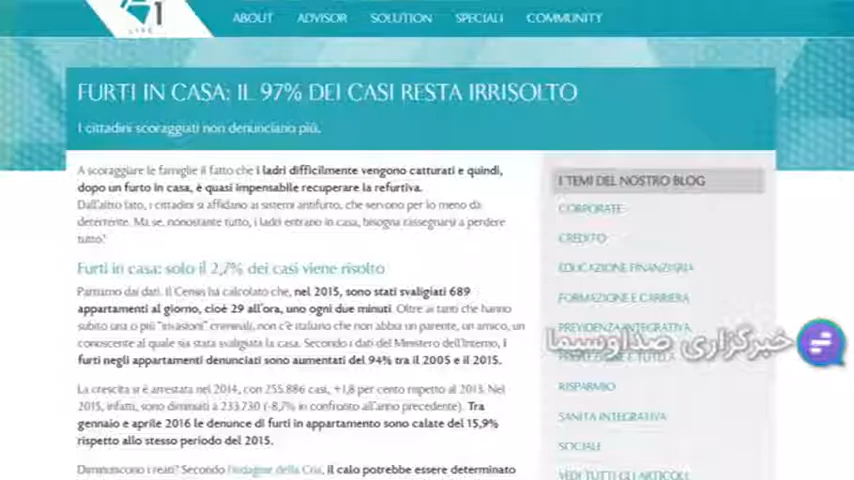 1
LIFE
ABOUT ADVISOR SOLUTION SPECIALI COMMUNITY
FURTI IN CASA: IL 97% DEI CASI RESTA IRRISOLTO
I cittadini scoraggiati non denunciano più.
A scoraggiare le famiglie il fatto che i ladri difficilmente vengono catturati e quindi,
dopo un furto in casa, è quasi impensabile recuperare la refurtiva.
Dall'altro lato, i cittadini si affidano ai sistemi antifurto, che servono per lo meno da
deterrente. Ma se, nonostante tutto, i ladri entrano in casa, bisogna rassegnarsi a perdere
tutto?
Furti in casa: solo il 2,7% dei casi viene risolto
Partiamo dai dati. Il Censis ha calcolato che, nel 2015, sono stati svaligiati 689
appartamenti al giorno, cioè 29 all'ora, uno ogni due minuti. Oltre ai tanti che hanno
subito una o più "invasioni" criminali, non c'è italiano che non abbia un parente, un amico, un
conoscente al quale sia stata svaligiata la casa. Secondo i dati del Ministero dell'Interno, i
furti negli appartamenti denunciati sono aumentati del 94% tra il 2005 e il 2015.
La crescita si è arrestata nel 2014, con 255.886 casi, +1,8 per cento rispetto al 2013. Nel
2015, infatti, sono diminuiti a 233.730 (-8,7% in confronto all'anno precedente). Tra
gennaio e aprile 2016 le denunce di furti in appartamento sono calate del 15,9%
rispetto allo stesso periodo del 2015.
Diminuiscono i reati? Secondo l'indagine della Cna, il calo potrebbe essere determinato
I TEMI DEL NOSTRO BLOG
CORPORATE
CREDITO
EDUCAZIONE FINANZIARIA
FORMAZIONE E CARRIERA
PREVIDENZA INTEGRATIVA
PROTEZIONE E TUTELA
RISPARMIO
SANITÀ INTEGRATIVA
SOCIALE
VEDI TUTTI GLI ARTICOLI
خبرگزاری صداوسیما